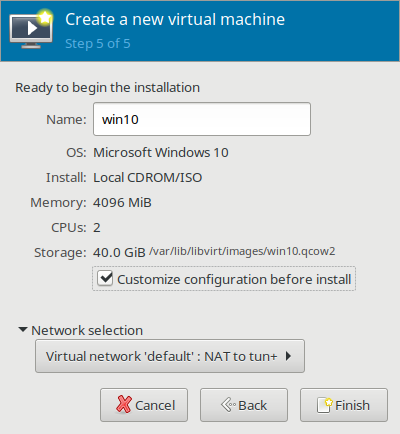 Create a new virtual machine
Step 5 of 5
Ready to begin the installation
Name: win10
OS: Microsoft Windows 10
Install: Local CDROM/ISO
Memory: 4096 MiB
CPUs: 2
Storage: 40.0 GiB /var/lib/libvirt/images/win10.qcow2
Customize configuration before install
Network selection
Virtual network 'default' : NAT to tun+
Cancel Back Finish